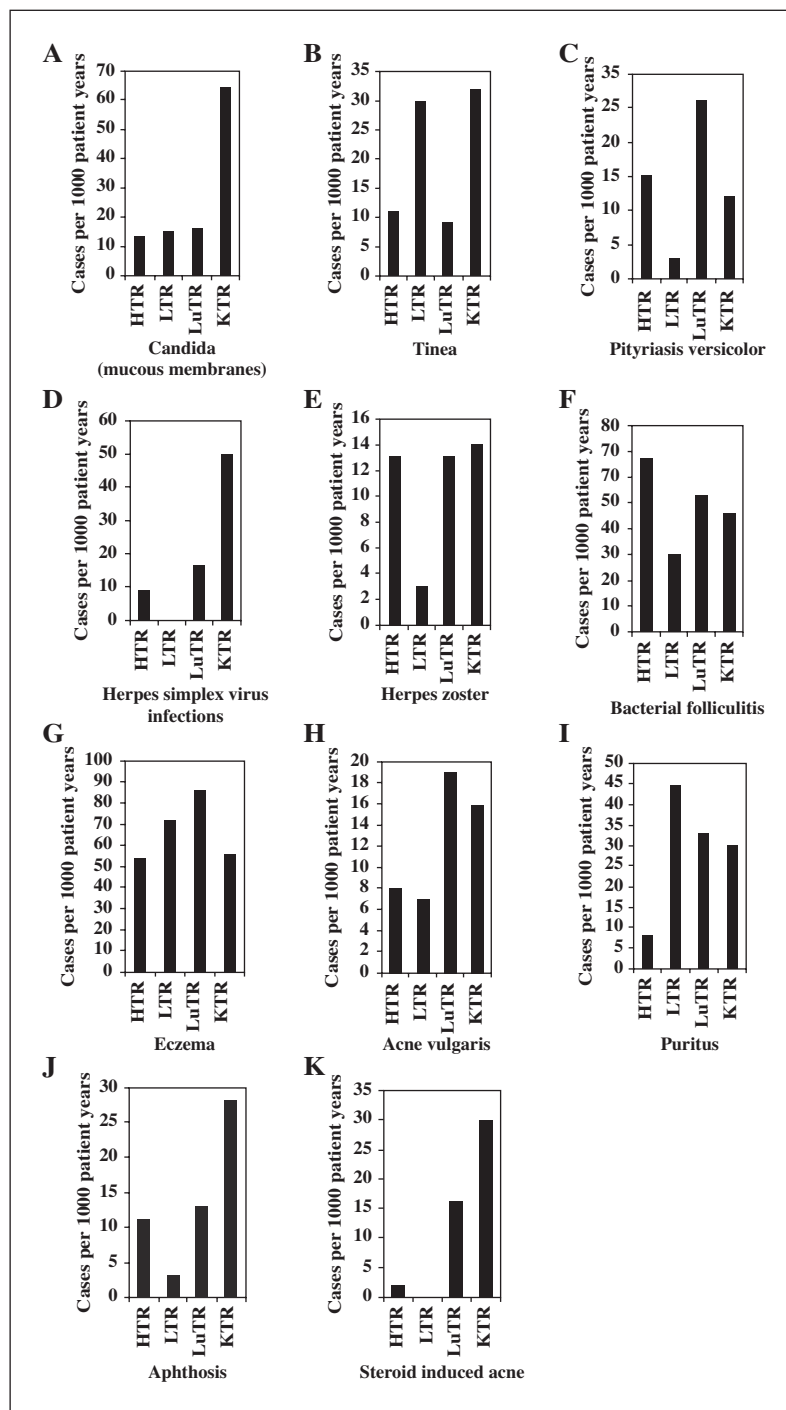 A
Cases per 1000 patient years
70
60
50
40
30
20
10
0
HTR
LTR
LuTR
KTR
Candida
(mucous membranes)
B
Cases per 1000 patient years
35
30
25
20
15
10
5
0
HTR
LTR
LuTR
KTR
Tinea
C
Cases per 1000 patient years
35
30
25
20
15
10
5
0
HTR
LTR
LuTR
KTR
Pityriasis versicolor
D
Cases per 1000 patient years
60
50
40
30
20
10
0
HTR
LTR
LuTR
KTR
Herpes simplex virus
infections
E
Cases per 1000 patient years
16
14
12
10
8
6
4
2
0
HTR
LTR
LuTR
KTR
Herpes zoster
F
Cases per 1000 patient years
80
70
60
50
40
30
20
10
0
HTR
LTR
LuTR
KTR
Bacterial folliculitis
G
Cases per 1000 patient years
100
90
80
70
60
50
40
30
20
10
0
HTR
LTR
LuTR
KTR
Eczema
H
Cases per 1000 patient years
20
18
16
14
12
10
8
6
4
2
0
HTR
LTR
LuTR
KTR
Acne vulgaris
I
Cases per 1000 patient years
50
45
40
35
30
25
20
15
10
5
0
HTR
LTR
LuTR
KTR
Puritus
J
Cases per 1000 patient years
30
25
20
15
10
5
0
HTR
LTR
LuTR
KTR
Aphthosis
K
Cases per 1000 patient years
35
30
25
20
15
10
5
0
HTR
LTR
LuTR
KTR
Steroid induced acne